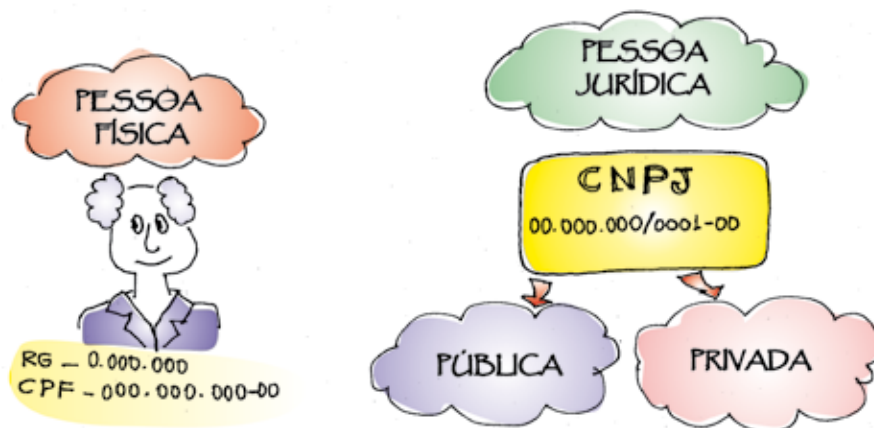 PESSOA
FÍSICA
RG _ 0.000.000
CPF - 000.000.000-00
PESSOA
JURÍDICA
CNPJ
00.000.000/0001-00
PÚBLICA
PRIVADA